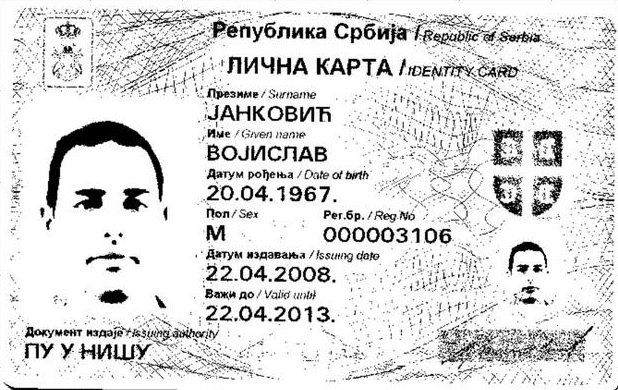 Република Србија / Republic of Serbia
ЛИЧНА КАРТА / IDENTITY CARD
Презиме / Surname
ЈАНКОВИЋ
Име / Given name
ВОЈИСЛАВ
Датум рођења / Date of birth
20.04.1967.
Пол / Sex Рег.бр. / Reg.No
М 000003106
Датум издавања / Issuing date
22.04.2008.
Важи до / Valid until
22.04.2013.
Документ издаје / Issuing authority
ПУ У НИШУ